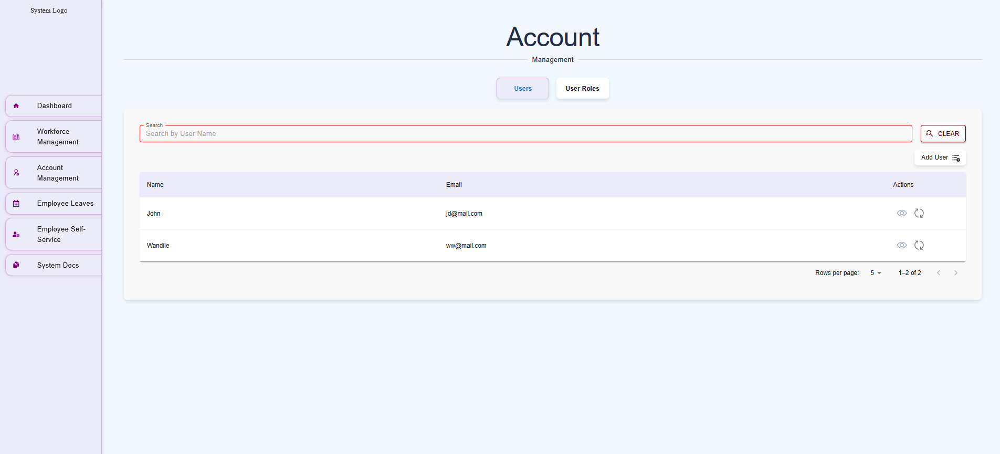 System Logo
Dashboard
Workforce
Management
Account
Management
Employee Leaves
Employee Self-
Service
System Docs
Account
Management
Users
User Roles
Search
Search by User Name
CLEAR
Add User
Name Email Actions
John jd@mail.com
Wandile ww@mail.com
Rows per page: 5 1–2 of 2